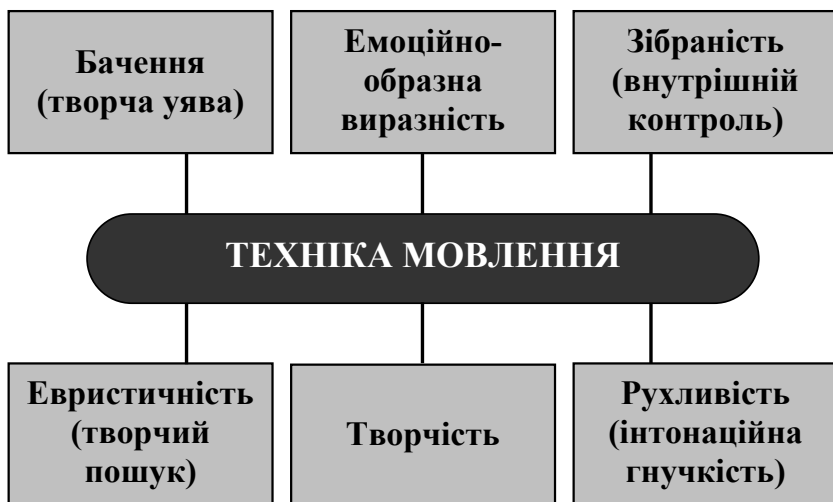 Бачення
(творча уява)
Емоційно-
образна
виразність
Зібраність
(внутрішній
контроль)
ТЕХНІКА МОВЛЕННЯ
Евристичність
(творчий
пошук)
Творчість
Рухливість
(інтонаційна
гнучкість)